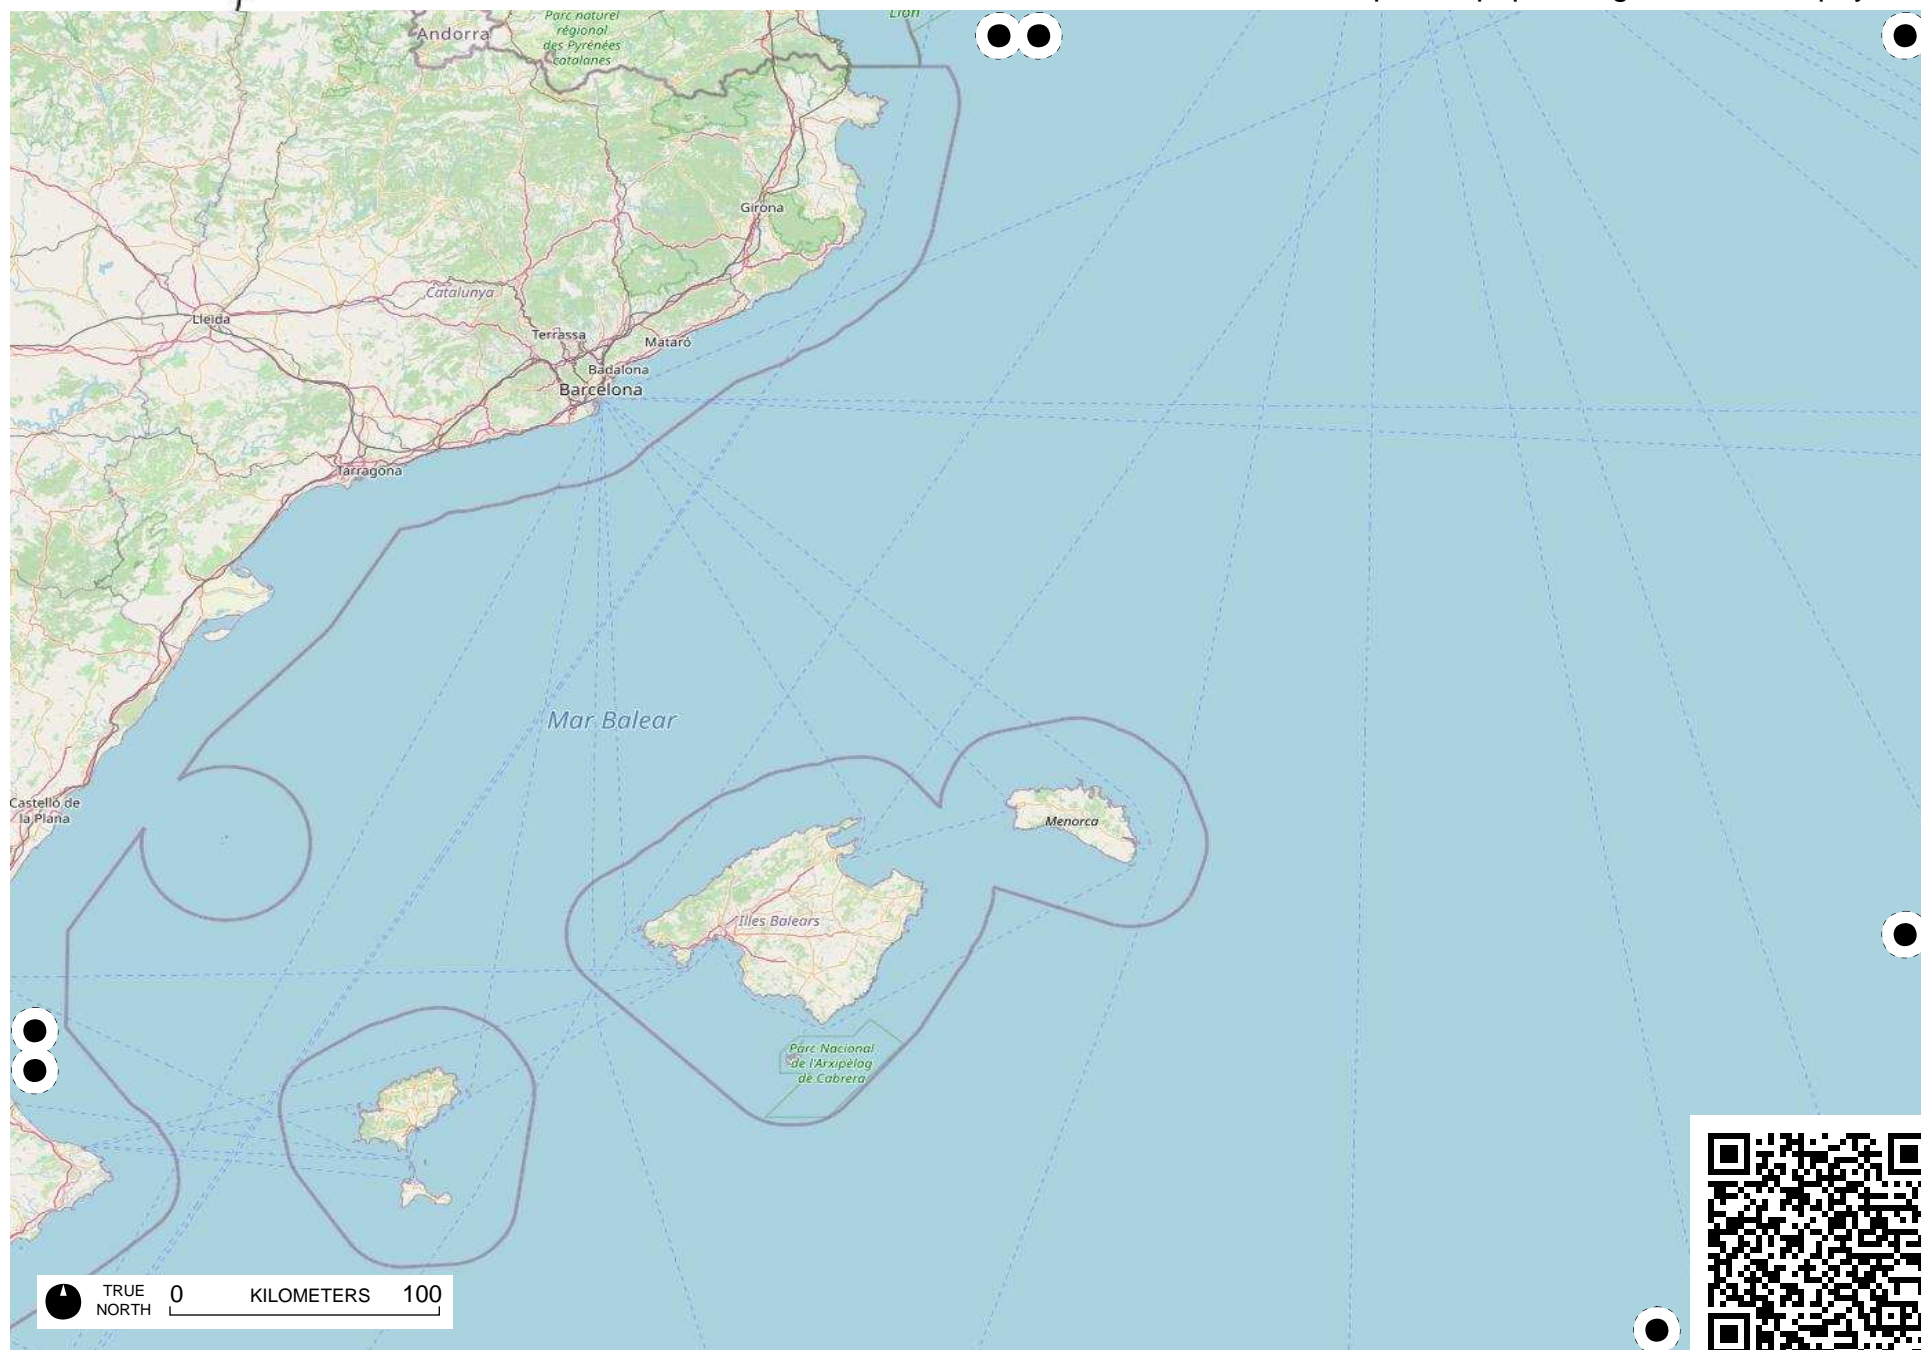 Andorra
Parc naturel
régional
des Pyrénées
catalanes
Lion
Girona
Catalunya
Lleida
Terrassa
Mataró
Badalona
Barcelona
Tarragona
Mar Balear
Castelló de
la Plana
Menorca
Illes Balears
Parc Nacional
de l'Arxipèlag
de Cabrera
TRUE
NORTH
0 KILOMETERS 100